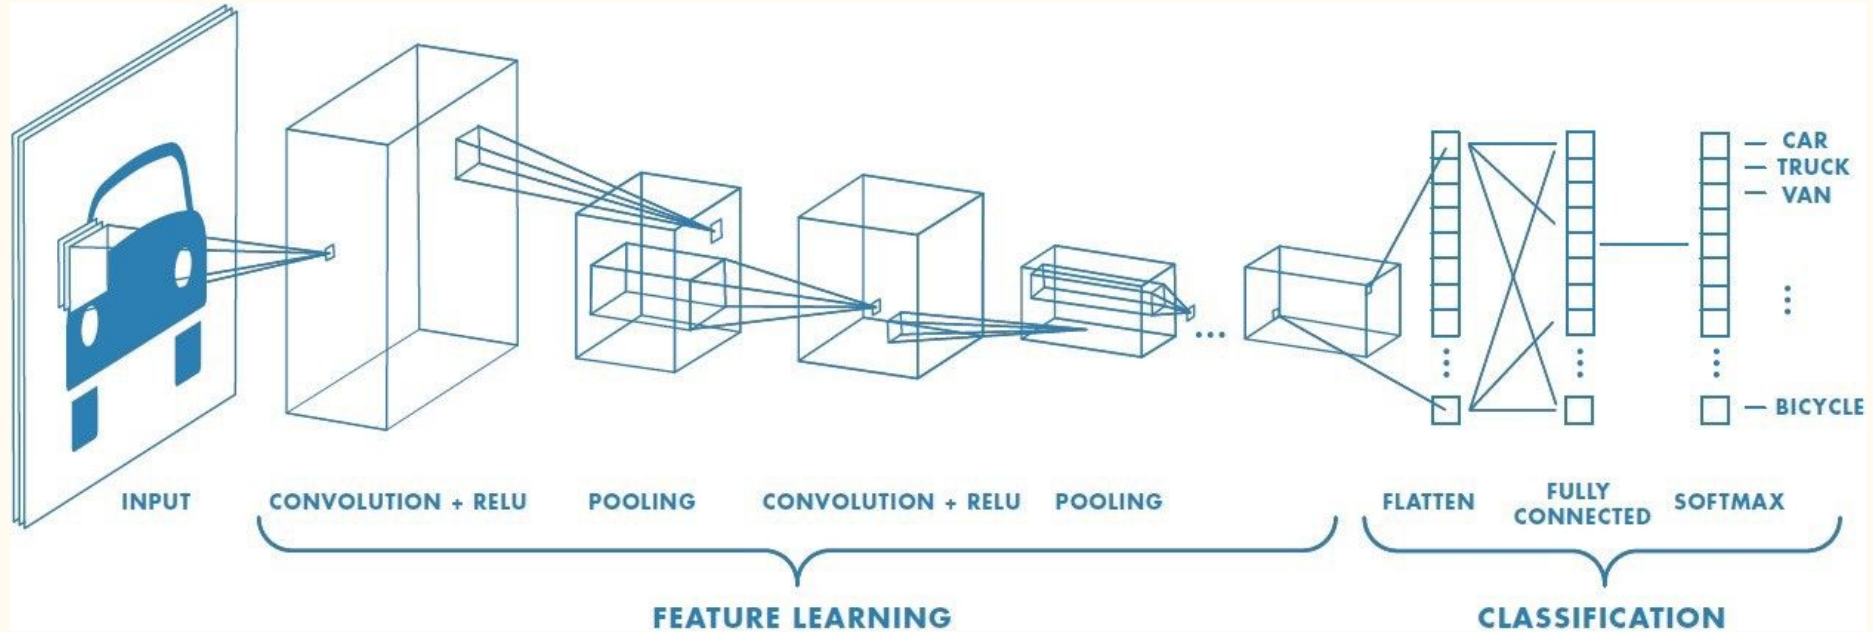 CAR
TRUCK
VAN
BICYCLE
INPUT
CONVOLUTION + RELU
POOLING
CONVOLUTION + RELU
POOLING
FLATTEN
FULLY
CONNECTED
SOFTMAX
FEATURE LEARNING
CLASSIFICATION